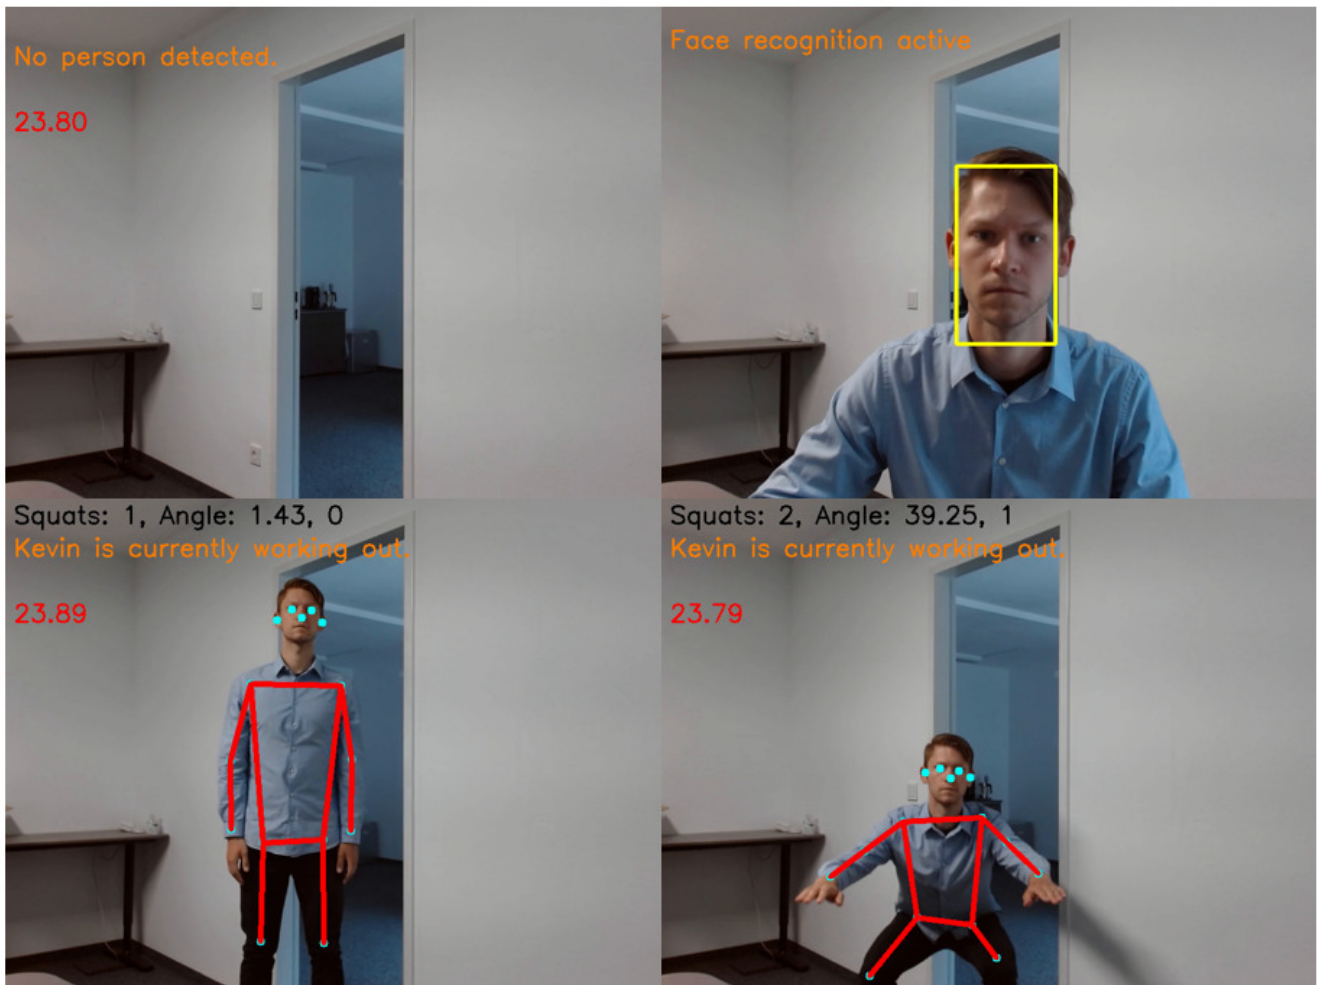 No person detected.
23.80
Face recognition active
Squats: 1, Angle: 1.43, 0
Kevin is currently working out.
23.89
Squats: 2, Angle: 39.25, 1
Kevin is currently working out.
23.79